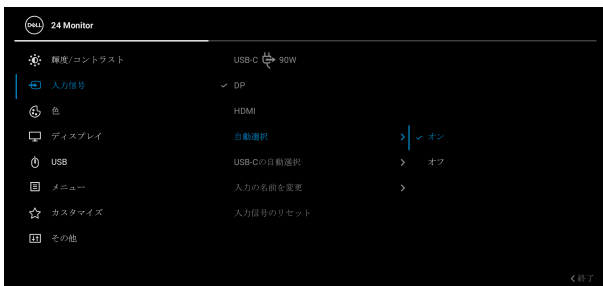 DELL 24 Monitor
輝度/コントラスト
入力信号
色
ディスプレイ
USB
メニュー
カスタマイズ
その他
USB-C 90W
DP
HDMI
自動選択
USB-Cの自動選択
入力の名前を変更
入力信号のリセット
オン
オフ
終了